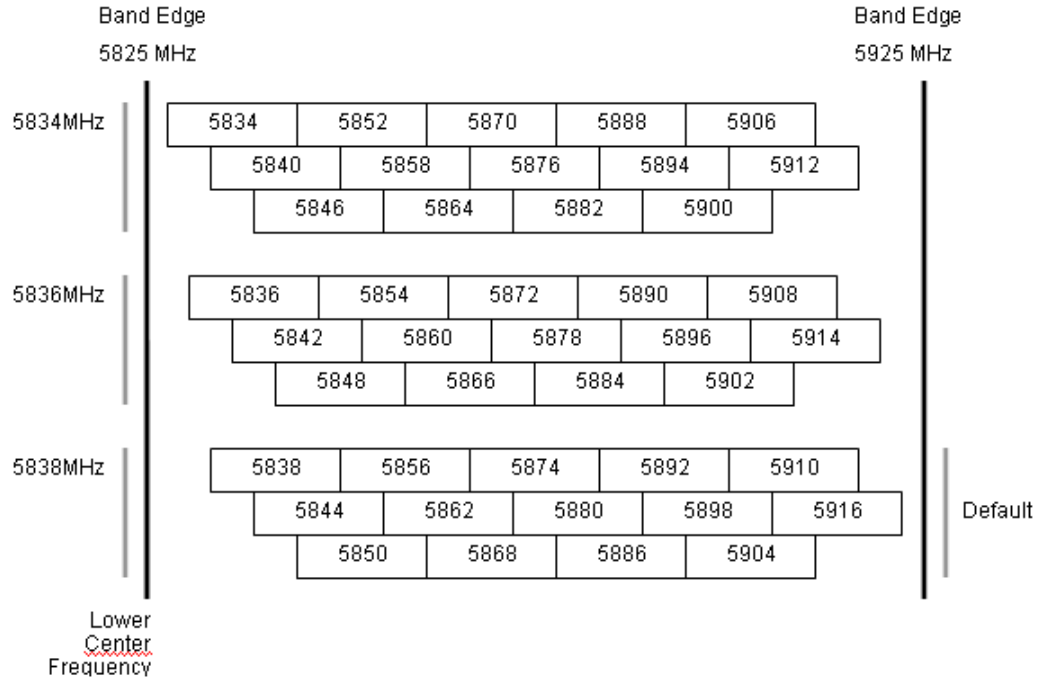 Band Edge Band Edge
5825 MHz 5925 MHz
5834MHz 5834 5852 5870 5888 5906
5840 5858 5876 5894 5912
5846 5864 5882 5900
5836MHz 5836 5854 5872 5890 5908
5842 5860 5878 5896 5914
5848 5866 5884 5902
5838MHz 5838 5856 5874 5892 5910
5844 5862 5880 5898 5916 Default
5850 5868 5886 5904
Lower
Center
Frequency